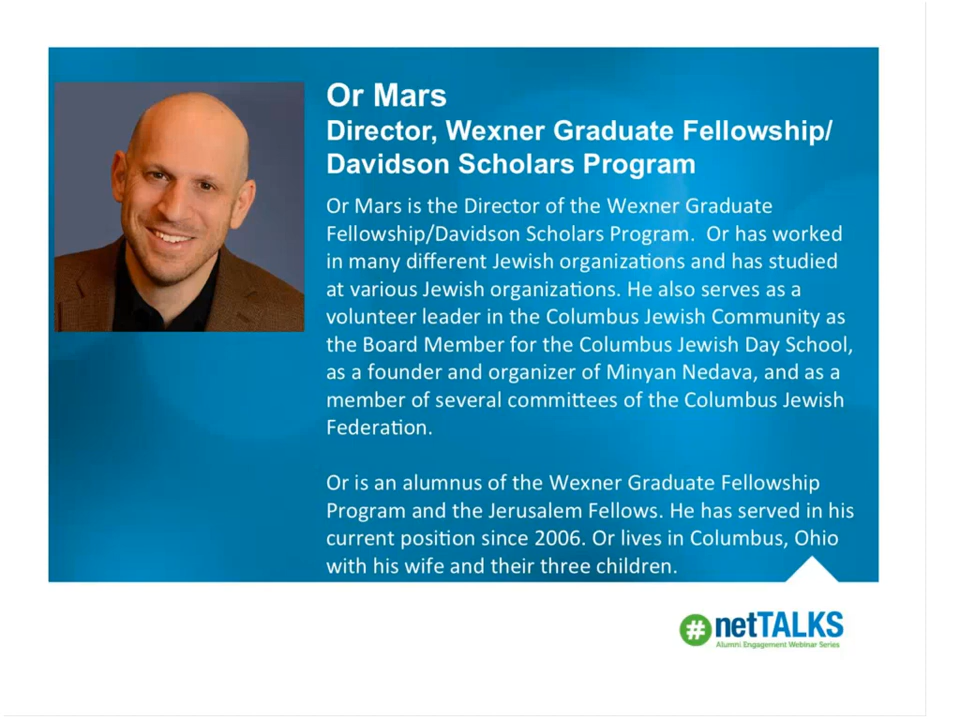 Or Mars
Director, Wexner Graduate Fellowship/
Davidson Scholars Program
Or Mars is the Director of the Wexner Graduate
Fellowship/Davidson Scholars Program.  Or has worked
in many different Jewish organizations and has studied
at various Jewish organizations. He also serves as a
volunteer leader in the Columbus Jewish Community as
the Board Member for the Columbus Jewish Day School,
as a founder and organizer of Minyan Nedava, and as a
member of several committees of the Columbus Jewish
Federation.
Or is an alumnus of the Wexner Graduate Fellowship
Program and the Jerusalem Fellows. He has served in his
current position since 2006. Or lives in Columbus, Ohio
with his wife and their three children.
# netTALKS
Alumni Engagement Webinar Series